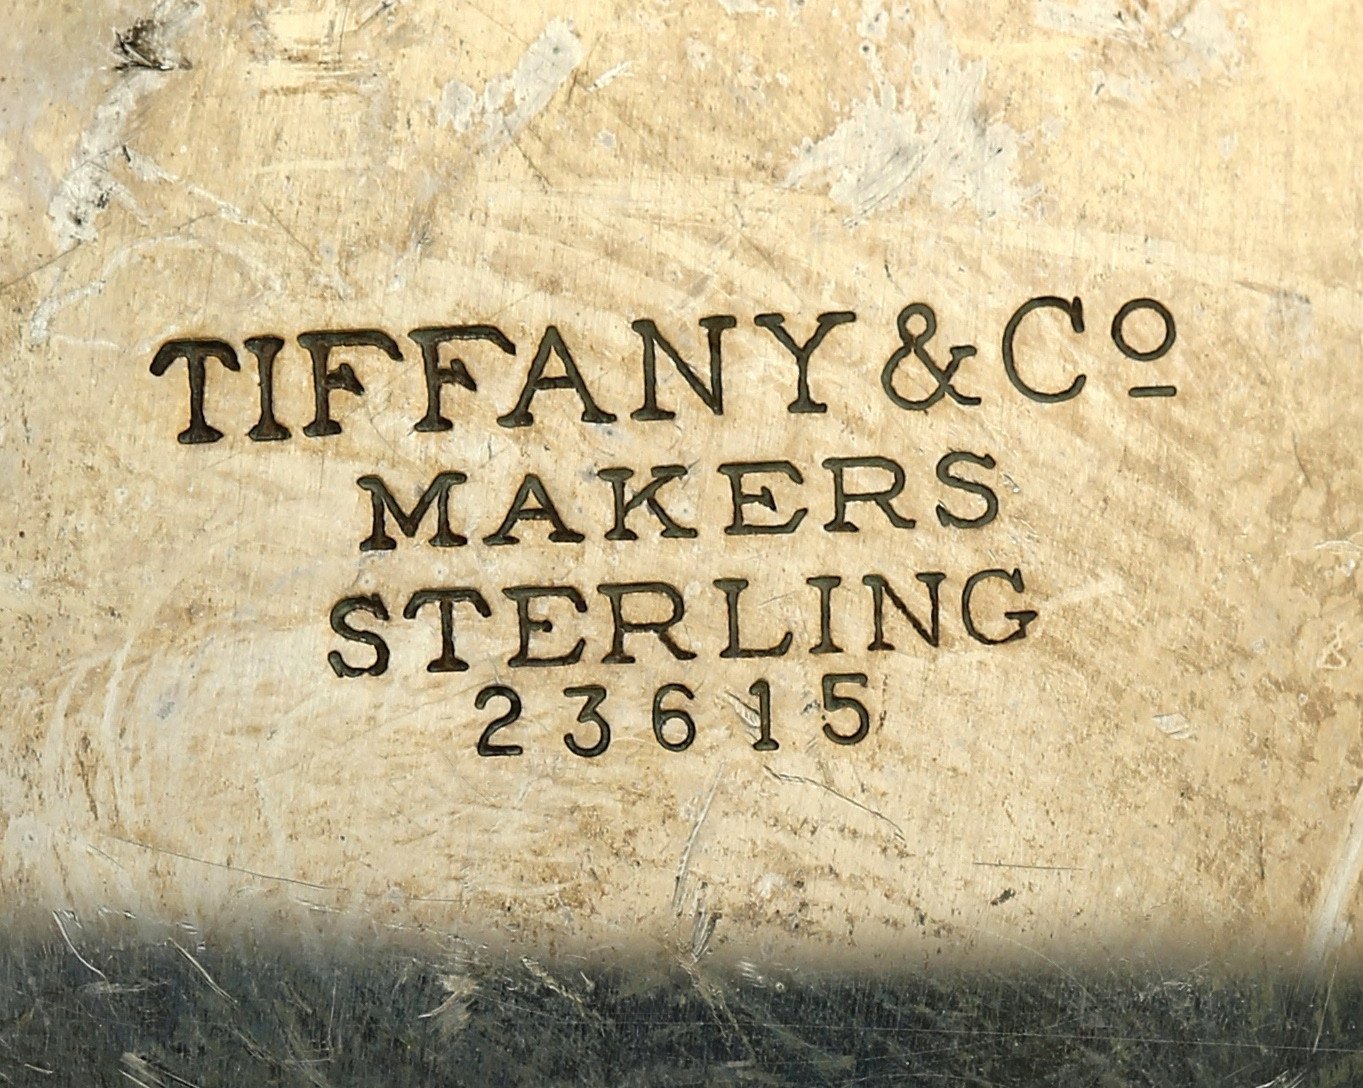 TIFFANY & Cº
MAKERS
STERLING
23615